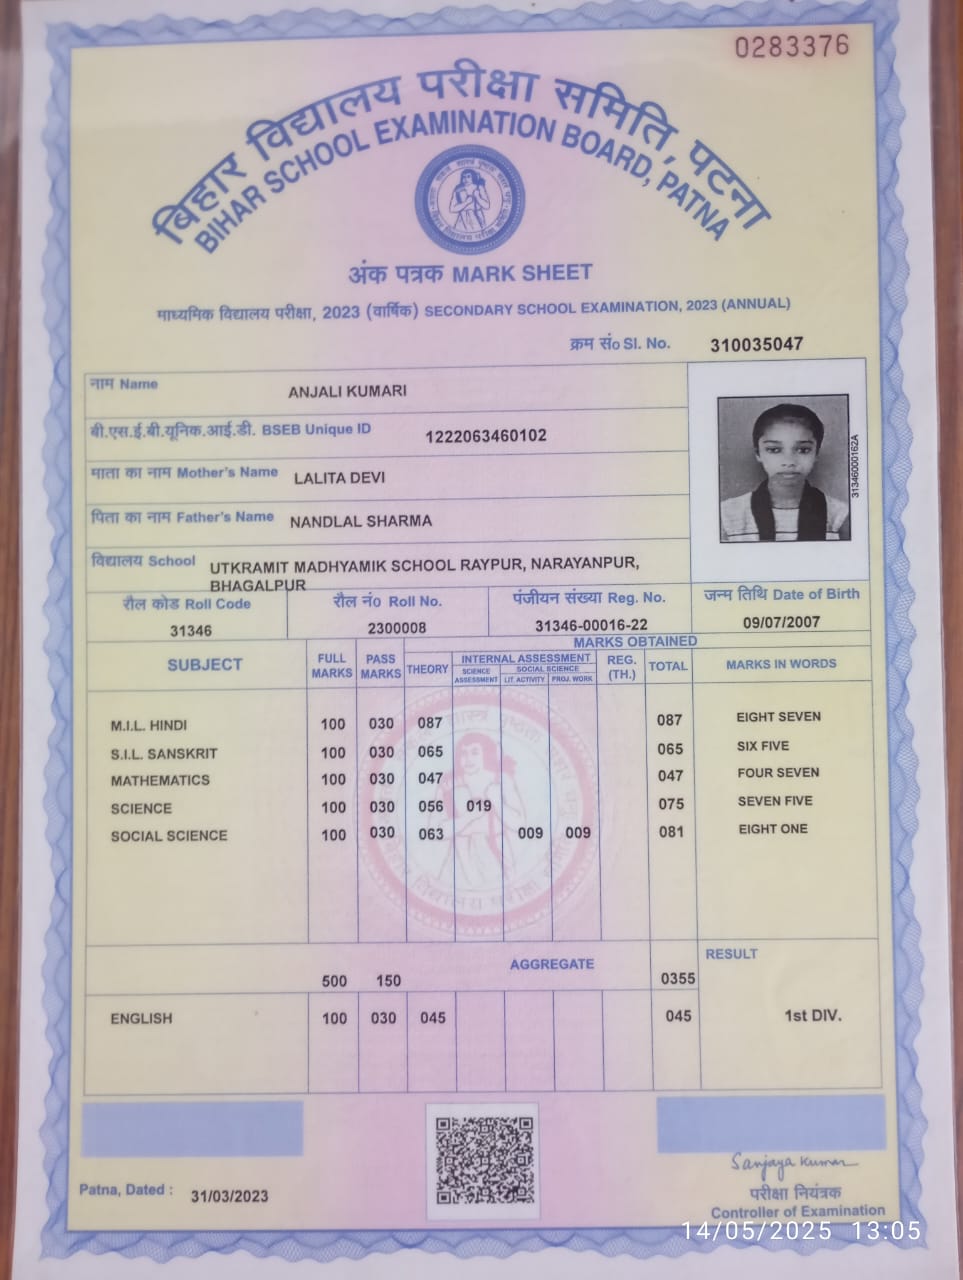 0283376
बिहार विद्यालय परीक्षा समिति, पटना
BIHAR SCHOOL EXAMINATION BOARD, PATNA
अंक पत्रक MARK SHEET
माध्यमिक विद्यालय परीक्षा, 2023 (वार्षिक) SECONDARY SCHOOL EXAMINATION, 2023 (ANNUAL)
क्रम सं० Sl. No. 310035047
नाम Name ANJALI KUMARI
बी.एस.ई.बी.यूनिक.आई.डी. BSEB Unique ID 1222063460102
माता का नाम Mother's Name LALITA DEVI
पिता का नाम Father's Name NANDLAL SHARMA
विद्यालय School UTKRAMIT MADHYAMIK SCHOOL RAYPUR, NARAYANPUR,
BHAGALPUR
31346000162A
रौल कोड Roll Code रौल नं० Roll No. पंजीयन संख्या Reg. No. जन्म तिथि Date of Birth
31346 2300008 31346-00016-22 09/07/2007
SUBJECT FULL MARKS PASS MARKS MARKS OBTAINED
THEORY INTERNAL ASSESSMENT REG. (TH.) TOTAL MARKS IN WORDS
SCIENCE ASSESSMENT SOCIAL SCIENCE
LIT. ACTIVITY PROJ. WORK
M.I.L. HINDI 100 030 087 087 EIGHT SEVEN
S.I.L. SANSKRIT 100 030 065 065 SIX FIVE
MATHEMATICS 100 030 047 047 FOUR SEVEN
SCIENCE 100 030 056 019 075 SEVEN FIVE
SOCIAL SCIENCE 100 030 063 009 009 081 EIGHT ONE
AGGREGATE RESULT
500 150 0355
ENGLISH 100 030 045 045 1st DIV.
Sanjaya Kumar
Patna, Dated : 31/03/2023
परीक्षा नियंत्रक
Controller of Examination
14/05/2025 13:05